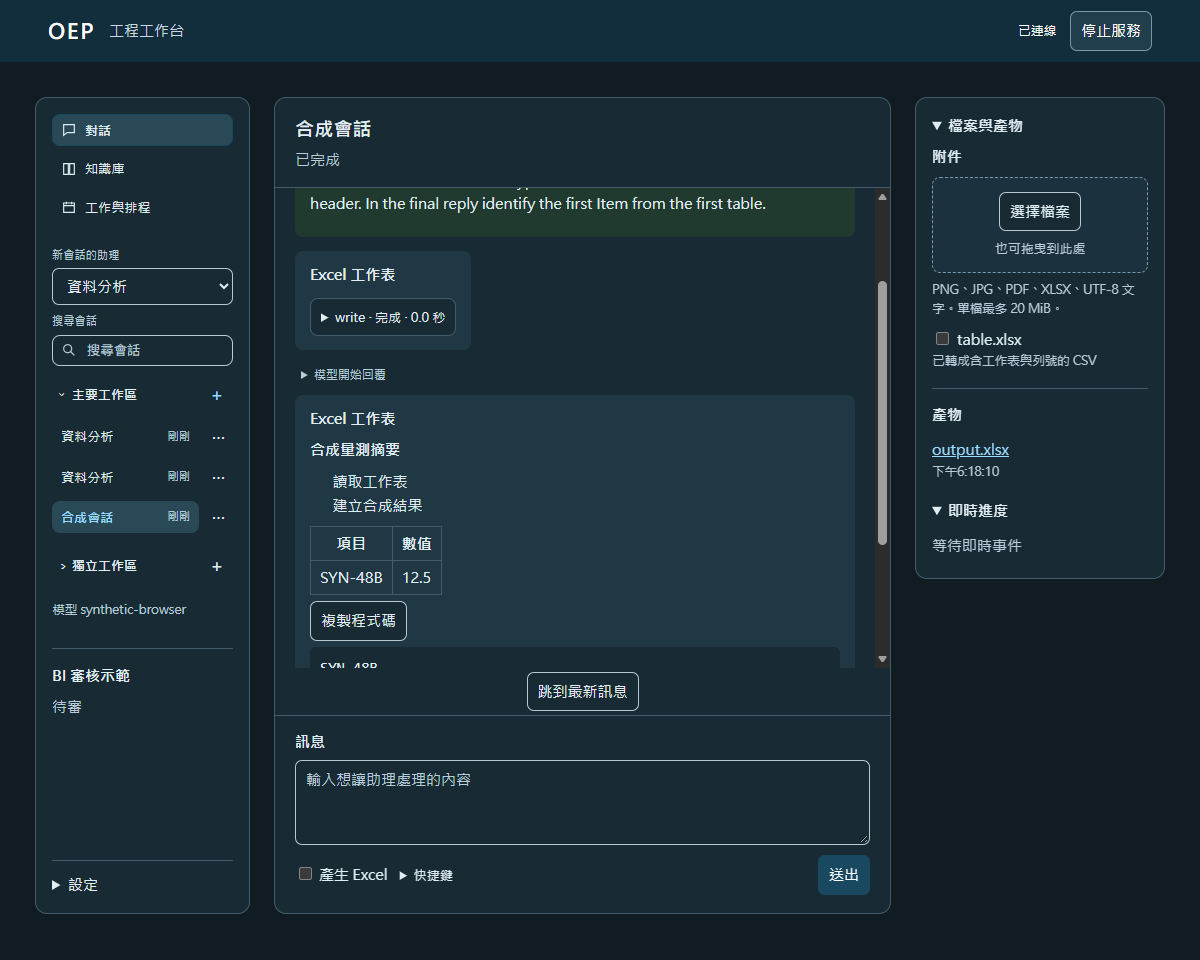 OEP 工程工作台
已連線
停止服務
對話
知識庫
工作與排程
新會話的助理
資料分析
搜尋會話
搜尋會話
主要工作區 +
資料分析 剛剛 ...
資料分析 剛剛 ...
合成會話 剛剛 ...
獨立工作區 +
模型 synthetic-browser
BI 審核示範
待審
設定
合成會話
已完成
header. In the final reply identify the first Item from the first table.
Excel 工作表
write · 完成 · 0.0 秒
模型開始回覆
Excel 工作表
合成量測摘要
讀取工作表
建立合成結果
項目 數值
SYN-48B 12.5
複製程式碼
SYN-48B
跳到最新訊息
訊息
輸入想讓助理處理的內容
產生 Excel
快捷鍵
送出
檔案與產物
附件
選擇檔案
也可拖曳到此處
PNG、JPG、PDF、XLSX、UTF-8 文
字。單檔最多 20 MiB。
table.xlsx
已轉成含工作表與列號的 CSV
產物
output.xlsx
下午6:18:10
即時進度
等待即時事件